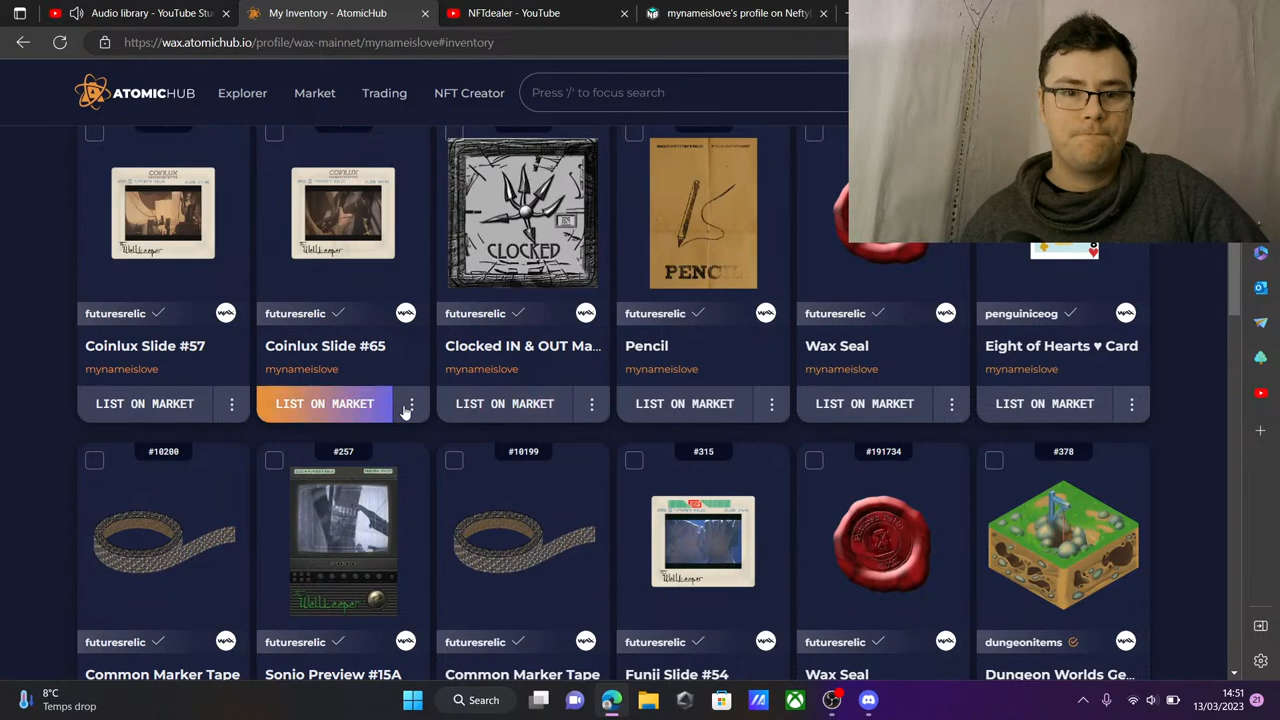 Audio library - YouTube Stu
My Inventory - AtomicHub
NFTdealer - YouTube
mynameislove's profile on Nefty
https://wax.atomichub.io/profile/wax-mainnet/mynameislove#inventory
ATOMICHUB
Explorer
Market
Trading
NFT Creator
Press '/' to focus search
COINLUX
COINLUX
CLOCKED
IN
PENCIL
futuresrelic
futuresrelic
futuresrelic
futuresrelic
futuresrelic
penguiniceog
Coinlux Slide #57
Coinlux Slide #65
Clocked IN & OUT Ma...
Pencil
Wax Seal
Eight of Hearts ♥ Card
mynameislove
mynameislove
mynameislove
mynameislove
mynameislove
mynameislove
LIST ON MARKET
LIST ON MARKET
LIST ON MARKET
LIST ON MARKET
LIST ON MARKET
LIST ON MARKET
#10200
#257
#10199
#315
#191734
#378
futuresrelic
futuresrelic
futuresrelic
futuresrelic
futuresrelic
dungeonitems
Common Marker Tape
Sonio Preview #15A
Common Marker Tape
Funji Slide #54
Wax Seal
Dungeon Worlds Ge...
8°C
Temps drop
Search
14:51
13/03/2023
21